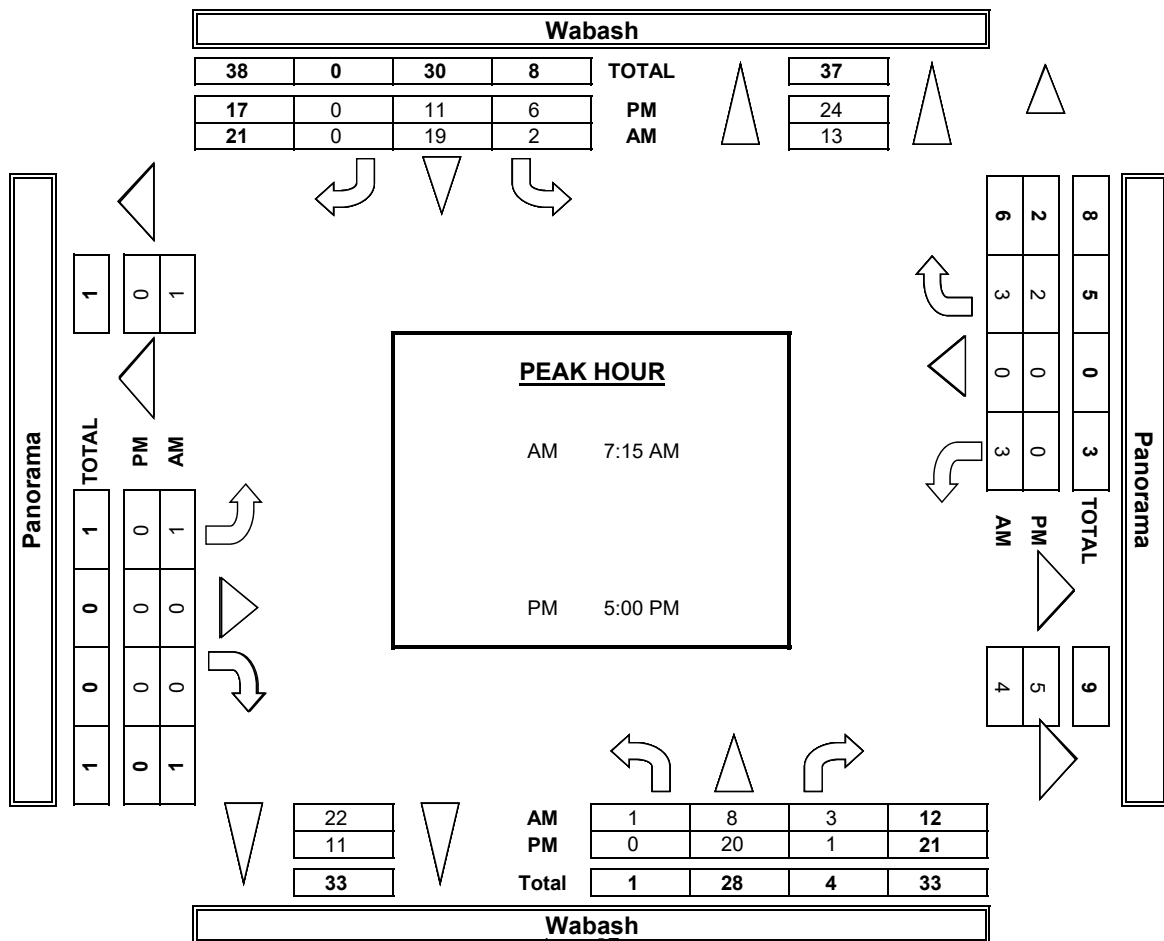 Wabash
38 0 30 8 TOTAL 37
17 0 11 6 PM 24
21 0 19 2 AM 13
Panorama
1 0 1
TOTAL PM AM
1 0 1
0 0 0
0 0 0
1 0 1
PEAK HOUR
AM 7:15 AM
PM 5:00 PM
6 2 8
3 2 5
0 0 0
3 0 3
AM PM TOTAL
4 5 9
Panorama
22 AM 1 8 3 12
11 PM 0 20 1 21
33 Total 1 28 4 33
Wabash